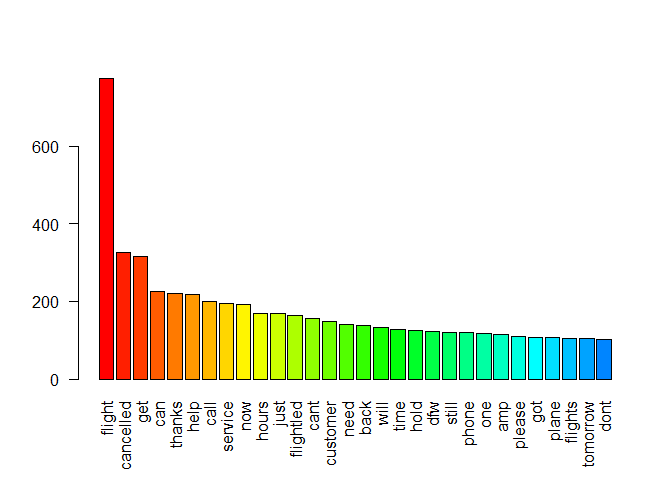 600
400
200
0
flight
cancelled
get
can
thanks
help
call
service
now
hours
just
flightled
cant
customer
need
back
will
time
hold
dfw
still
phone
one
amp
please
got
plane
flights
tomorrow
dont